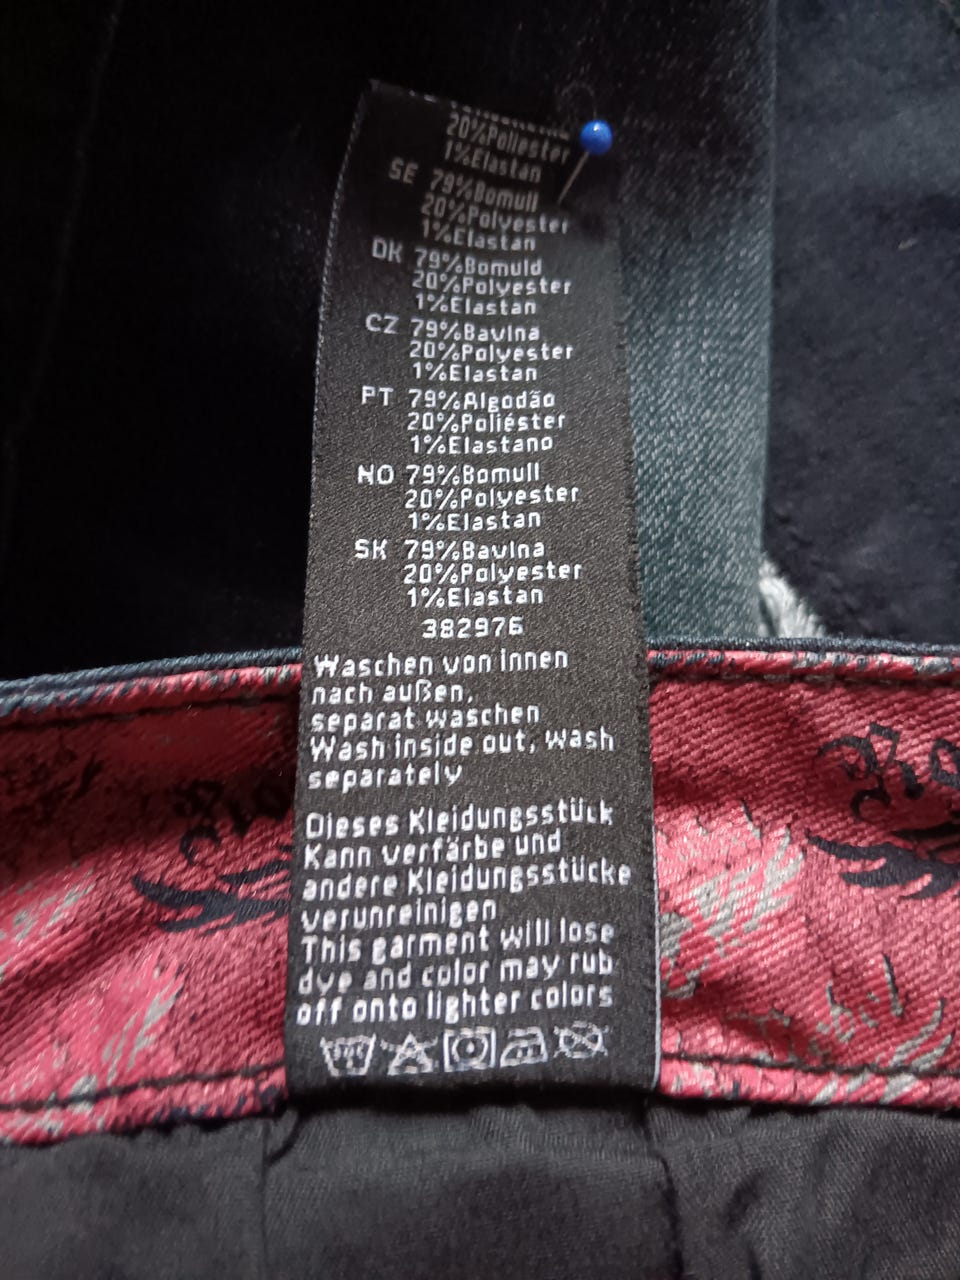 20%Poliester
1%Elastan
SE 79%Bomull
20%Polyester
1%Elastan
DK 79%Bomuld
20%Polyester
1%Elastan
CZ 79%Bavlna
20%Polyester
1%Elastan
PT 79%Algodão
20%Poliéster
1%Elastano
NO 79%Bomull
20%Polyester
1%Elastan
SK 79%Bavlna
20%Polyester
1%Elastan
382976
Waschen von innen
nach außen,
separat waschen
Wash inside out, wash
separately
Dieses Kleidungsstück
Kann verfärbe und
andere Kleidungsstücke
verunreinigen
This garment will lose
dye and color may rub
off onto lighter colors